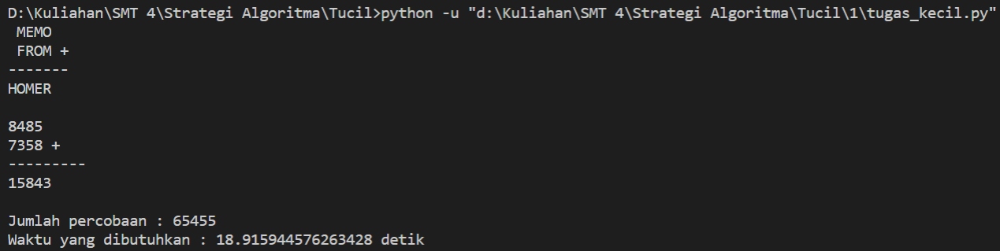 D:\Kuliahan\SMT 4\Strategi Algoritma\Tucil>python -u "d:\Kuliahan\SMT 4\Strategi Algoritma\Tucil\1\tugas_kecil.py"
 MEMO
 FROM +
-------
HOMER

8485
7358 +
---------
15843

Jumlah percobaan : 65455
Waktu yang dibutuhkan : 18.915944576263428 detik